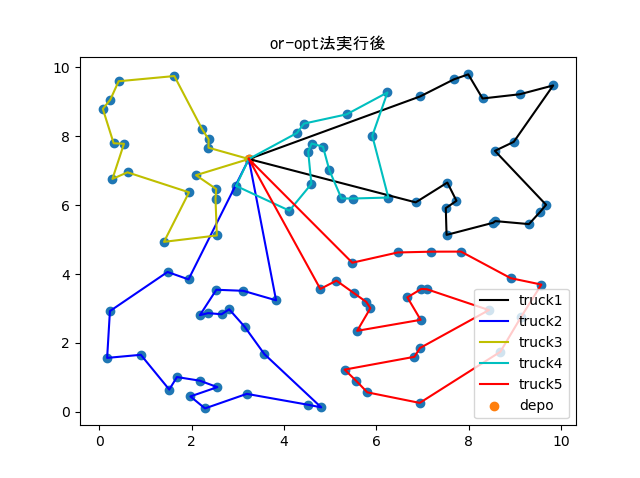 or-opt法実行後
10
8
6
4
2
0
0 2 4 6 8 10
truck1
truck2
truck3
truck4
truck5
depo